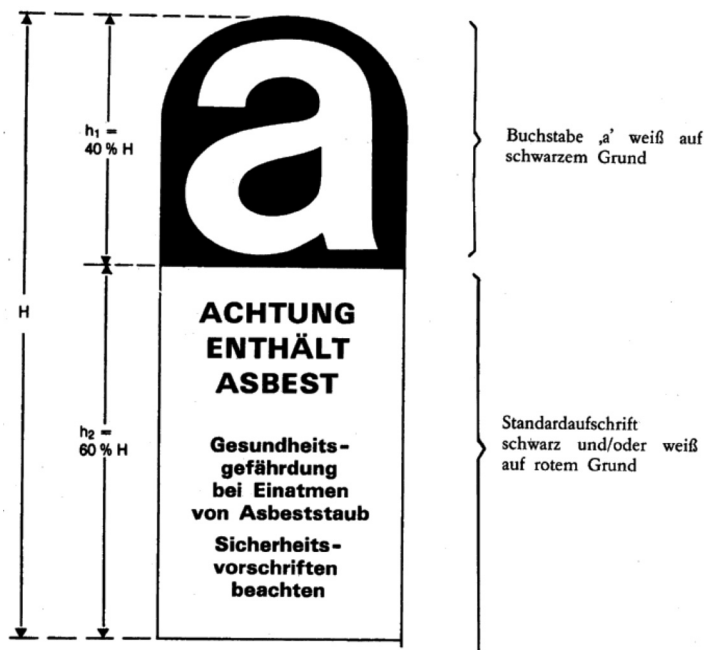 a
h₁ =
40 % H
Buchstabe ‚a’ weiß auf
schwarzem Grund
H
ACHTUNG
ENTHÄLT
ASBEST
h₂ =
60 % H
Gesundheits-
gefährdung
bei Einatmen
von Asbeststaub
Sicherheits-
vorschriften
beachten
Standardaufschrift
schwarz und/oder weiß
auf rotem Grund